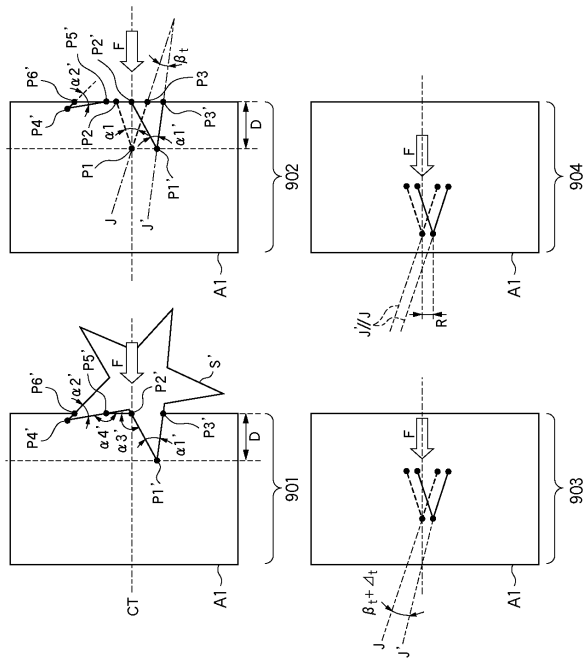 P6'
P4'
α2'
P5'
P2'
F
P2
P1
α1
α1'
βt
P3
P3'
P1'
J
J'
D
A1
902
P6'
P4'
α2'
P5'
F
α4'
α3'
P2'
S'
α1'
P3'
P1'
D
CT
A1
901
F
J'//J
R
A1
904
F
βt+Δt
J
J'
A1
903